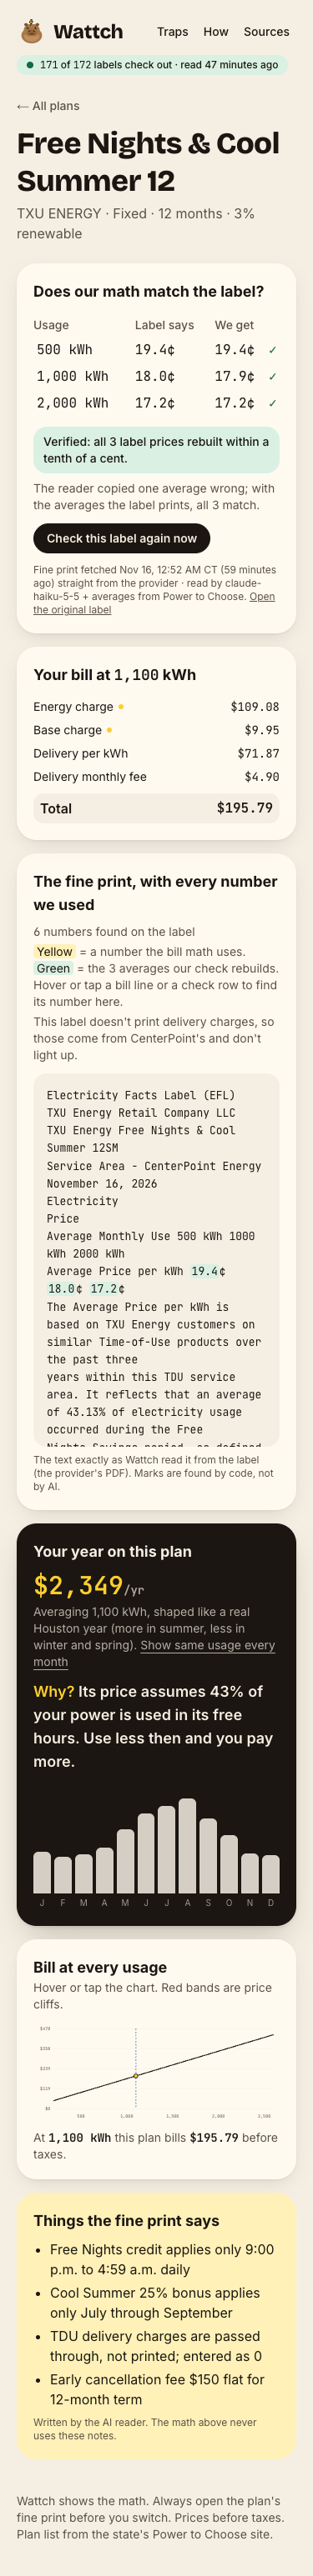 Wattch
Traps How Sources
171 of 172 labels check out · read 47 minutes ago
← All plans
Free Nights & Cool
Summer 12
TXU ENERGY · Fixed · 12 months · 3%
renewable
Does our math match the label?
Usage Label says We get
500 kWh 19.4¢ 19.4¢ ✓
1,000 kWh 18.0¢ 17.9¢ ✓
2,000 kWh 17.2¢ 17.2¢ ✓
Verified: all 3 label prices rebuilt within a
tenth of a cent.
The reader copied one average wrong; with
the averages the label prints, all 3 match.
Check this label again now
Fine print fetched Nov 16, 12:52 AM CT (59 minutes
ago) straight from the provider · read by claude-
haiku-5-5 + averages from Power to Choose. Open
the original label
Your bill at 1,100 kWh
Energy charge $109.08
Base charge $9.95
Delivery per kWh $71.87
Delivery monthly fee $4.90
Total $195.79
The fine print, with every number
we used
6 numbers found on the label
Yellow = a number the bill math uses.
Green = the 3 averages our check rebuilds.
Hover or tap a bill line or a check row to find
its number here.
This label doesn't print delivery charges, so
those come from CenterPoint's and don't
light up.
Electricity Facts Label (EFL)
TXU Energy Retail Company LLC
TXU Energy Free Nights & Cool
Summer 12SM
Service Area - CenterPoint Energy
November 16, 2026
Electricity
Price
Average Monthly Use 500 kWh 1000
kWh 2000 kWh
Average Price per kWh 19.4¢
18.0¢ 17.2¢
The Average Price per kWh is
based on TXU Energy customers on
similar Time-of-Use products over
the past three
years within this TDU service
area. It reflects that an average
of 43.13% of electricity usage
occurred during the Free
Nights Savings period, as defined
The text exactly as Wattch read it from the label
(the provider's PDF). Marks are found by code, not
by AI.
Your year on this plan
$2,349/yr
Averaging 1,100 kWh, shaped like a real
Houston year (more in summer, less in
winter and spring). Show same usage every
month
Why? Its price assumes 43% of
your power is used in its free
hours. Use less then and you pay
more.
J F M A M J J A S O N D
Bill at every usage
Hover or tap the chart. Red bands are price
cliffs.
$0
500 1,000 1,500 2,000 2,500
At 1,100 kWh this plan bills $195.79 before
taxes.
Things the fine print says
• Free Nights credit applies only 9:00
p.m. to 4:59 a.m. daily
• Cool Summer 25% bonus applies
only July through September
• TDU delivery charges are passed
through, not printed; entered as 0
• Early cancellation fee $150 flat for
12-month term
Written by the AI reader. The math above never
uses these notes.
Wattch shows the math. Always open the plan's
fine print before you switch. Prices before taxes.
Plan list from the state's Power to Choose site.